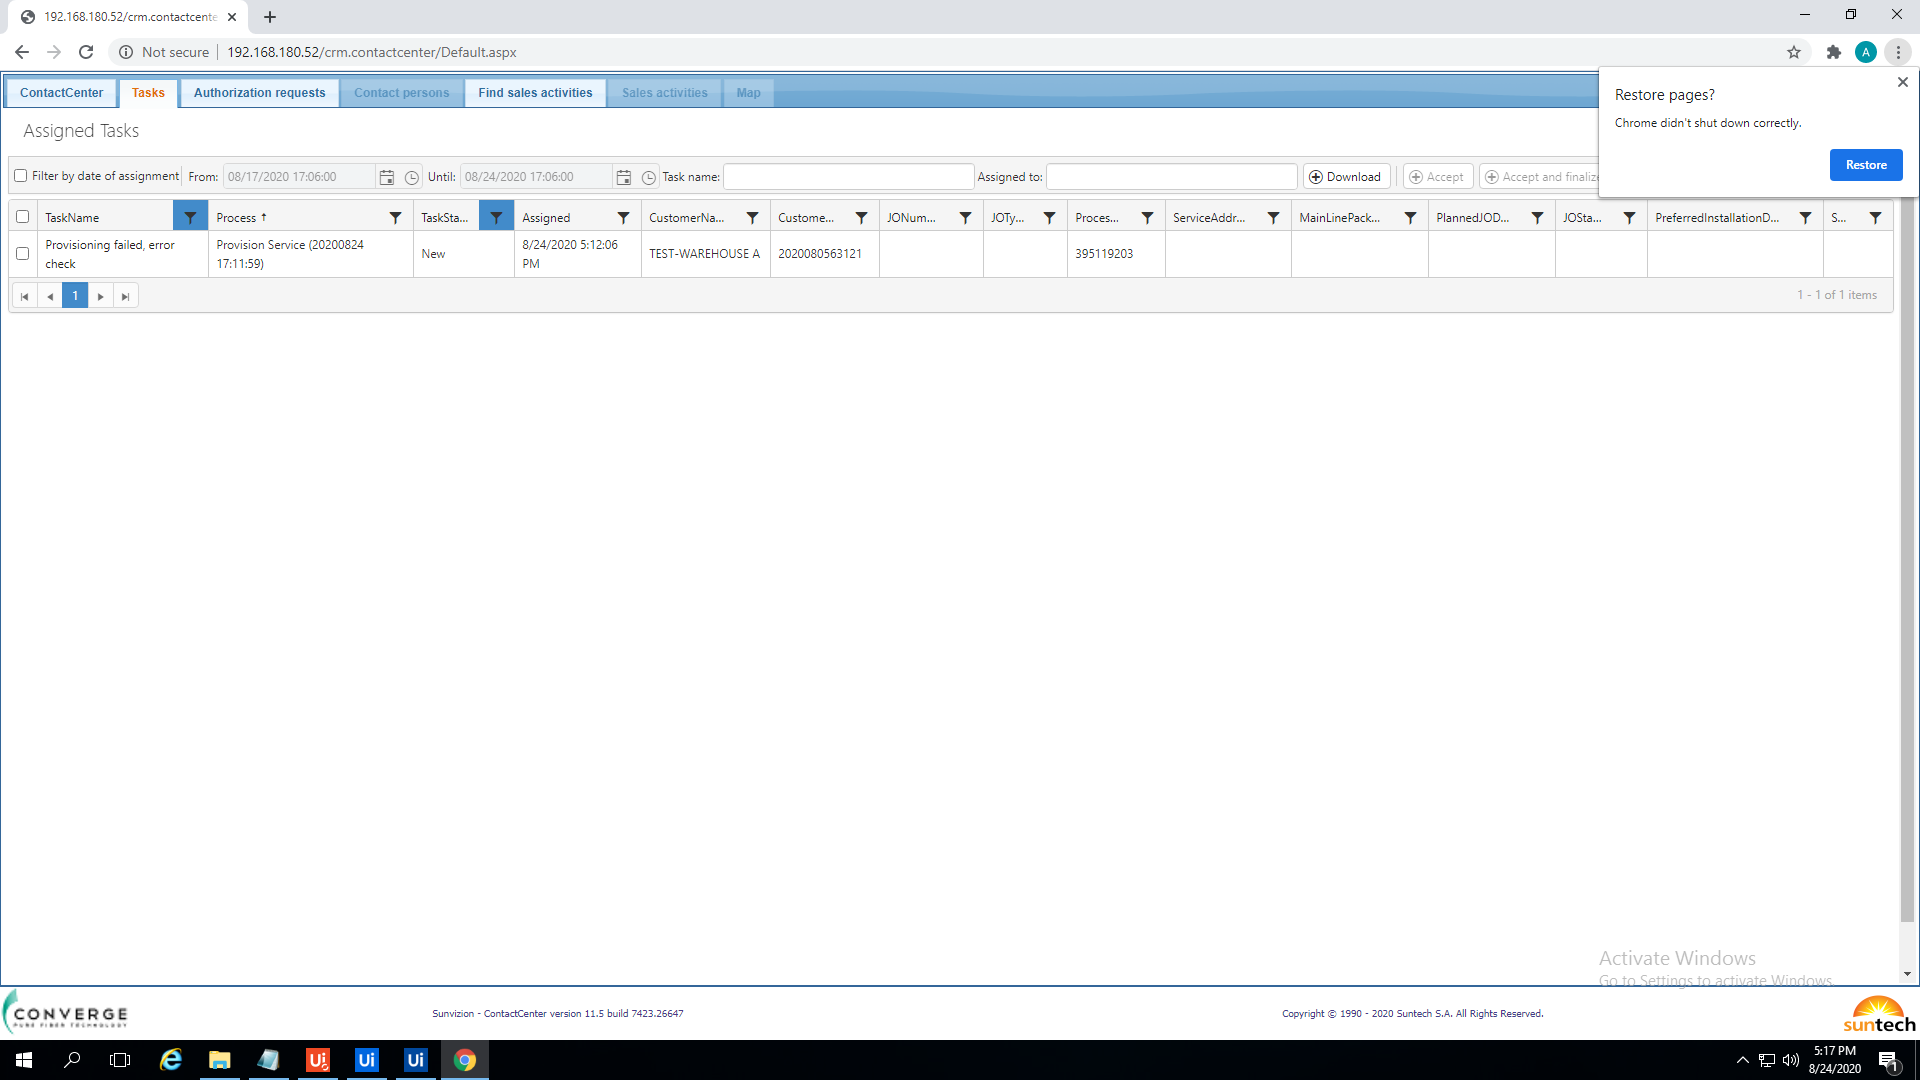 192.168.180.52/crm.contactcente
Not secure
192.168.180.52/crm.contactcenter/Default.aspx
A
ContactCenter
Tasks
Authorization requests
Contact persons
Find sales activities
Sales activities
Map
Restore pages?
Chrome didn't shut down correctly.
Restore
Assigned Tasks
Filter by date of assignment
From:
08/17/2020 17:06:00
Until:
08/24/2020 17:06:00
Task name:
Assigned to:
Download
Accept
Accept and finalize
TaskName
Process ↑
TaskSta...
Assigned
CustomerNa...
Custome...
JONum...
JOTy...
Proces...
ServiceAddr...
MainLinePack...
PlannedJOD...
JOSta...
PreferredInstallationD...
S...
Provisioning failed, error
check
Provision Service (20200824
17:11:59)
New
8/24/2020 5:12:06
PM
TEST-WAREHOUSE A
2020080563121
395119203
1
1 - 1 of 1 items
Activate Windows
Go to Settings to activate Windows.
CONVERGE
PURE FIBER TECHNOLOGY
Sunvizion - ContactCenter version 11.5 build 7423.26647
Copyright © 1990 - 2020 Suntech S.A. All Rights Reserved.
suntech
Ui
Ui
Ui
5:17 PM
8/24/2020
1